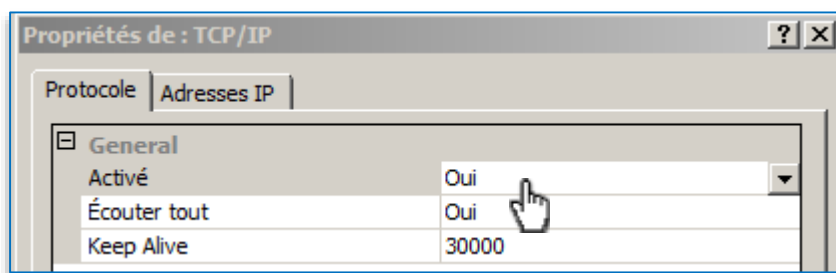 Propriétés de : TCP/IP
Protocole Adresses IP
General
Activé Oui
Écouter tout Oui
Keep Alive 30000